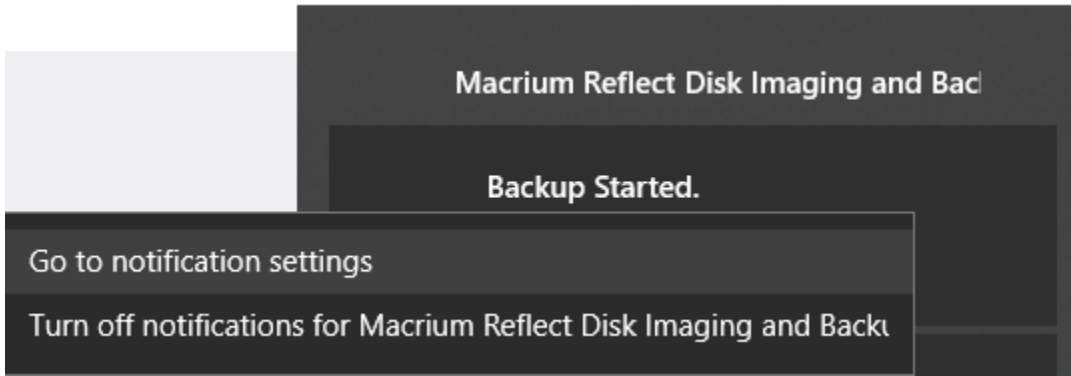 Macrium Reflect Disk Imaging and Bac
Backup Started.
Go to notification settings
Turn off notifications for Macrium Reflect Disk Imaging and Backu